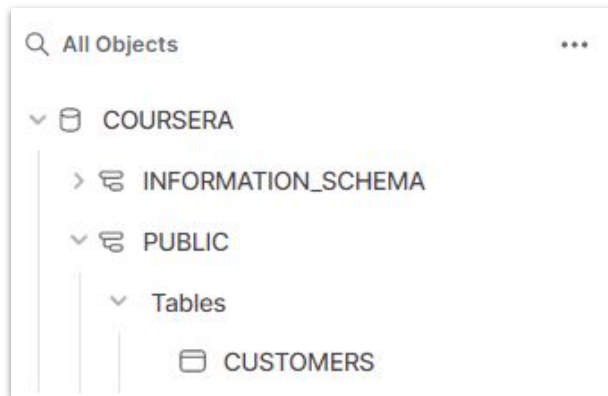 All Objects
COURSERA
INFORMATION_SCHEMA
PUBLIC
Tables
CUSTOMERS